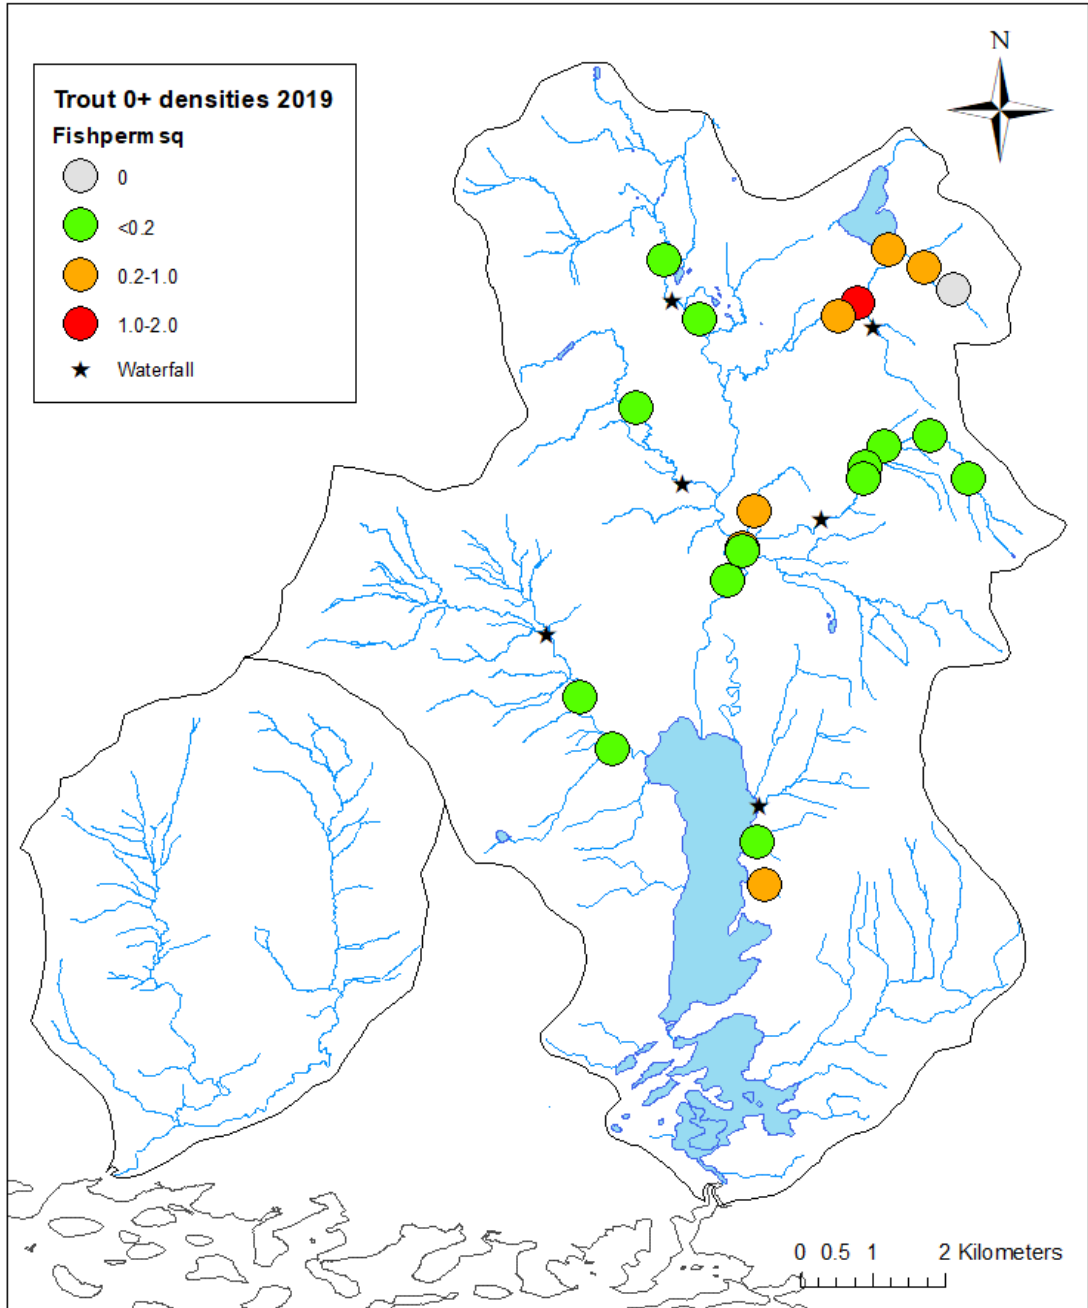 N
Trout 0+ densities 2019
Fishperm sq
0
<0.2
0.2-1.0
1.0-2.0
Waterfall
0 0.5 1 2 Kilometers